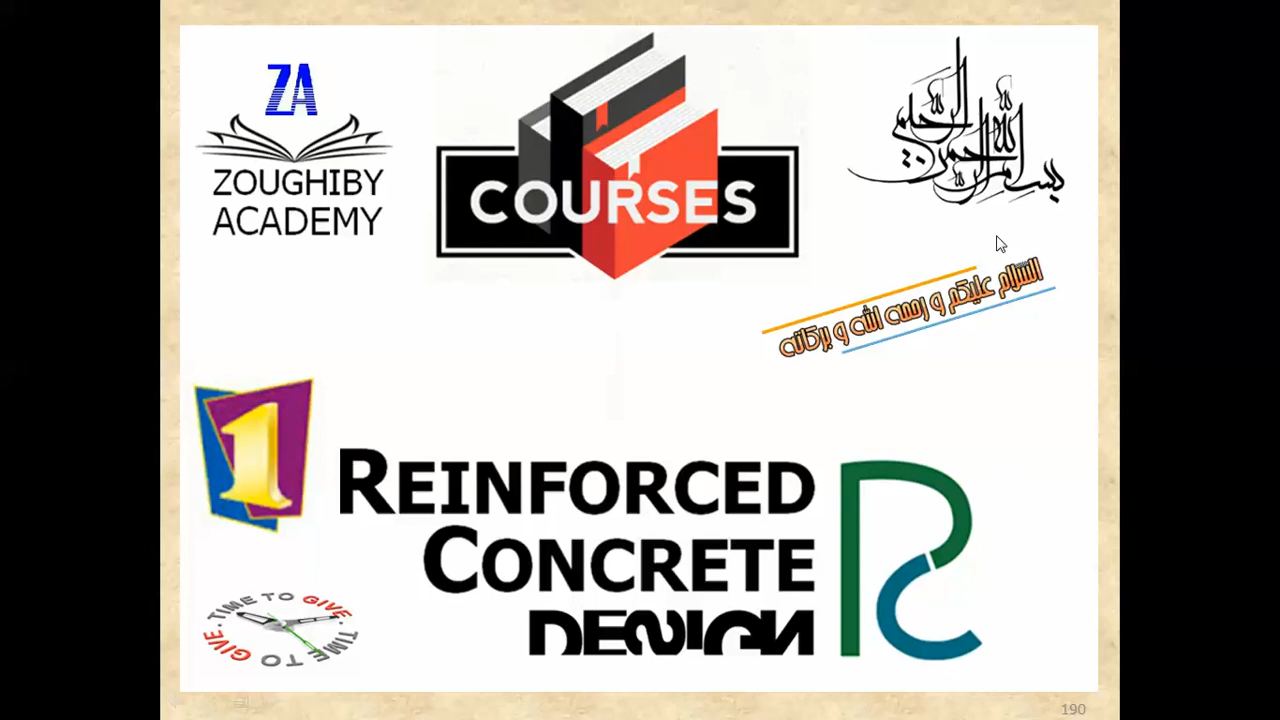 ZA
ZOUGHIBY
ACADEMY
COURSES
بسم الله الرحمن الرحيم
السلام عليكم و رحمه الله و بركاته
1
REINFORCED
CONCRETE
DESIGN
RC
TIME TO GIVE · TIME TO GIVE ·
190